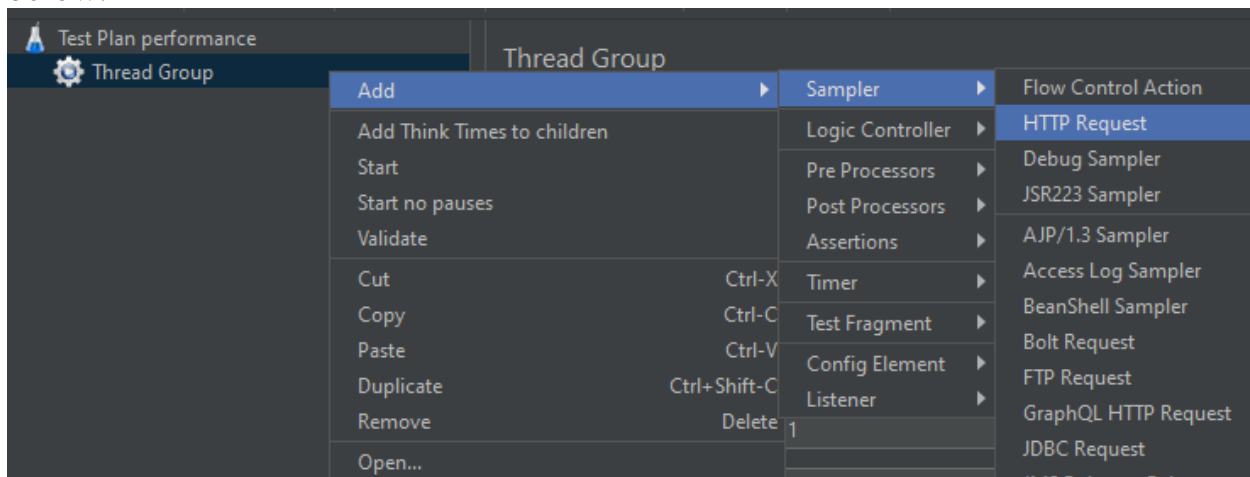 Test Plan performance
Thread Group
Thread Group
Add
Add Think Times to children
Start
Start no pauses
Validate
Cut Ctrl-X
Copy Ctrl-C
Paste Ctrl-V
Duplicate Ctrl+Shift-C
Remove Delete
Open...
Sampler
Logic Controller
Pre Processors
Post Processors
Assertions
Timer
Test Fragment
Config Element
Listener
1
Flow Control Action
HTTP Request
Debug Sampler
JSR223 Sampler
AJP/1.3 Sampler
Access Log Sampler
BeanShell Sampler
Bolt Request
FTP Request
GraphQL HTTP Request
JDBC Request